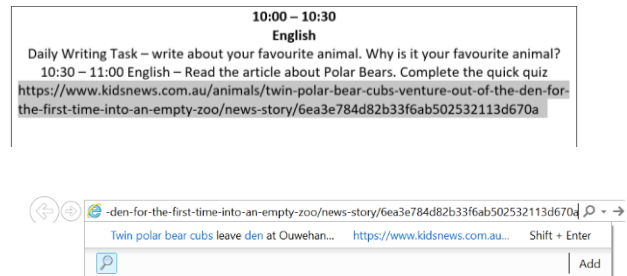 10:00 – 10:30
English
Daily Writing Task – write about your favourite animal. Why is it your favourite animal?
10:30 – 11:00 English – Read the article about Polar Bears. Complete the quick quiz
https://www.kidsnews.com.au/animals/twin-polar-bear-cubs-venture-out-of-the-den-for-
the-first-time-into-an-empty-zoo/news-story/6ea3e784d82b33f6ab502532113d670a
-den-for-the-first-time-into-an-empty-zoo/news-story/6ea3e784d82b33f6ab502532113d670a
Twin polar bear cubs leave den at Ouwehan... https://www.kidsnews.com.au... Shift + Enter
Add